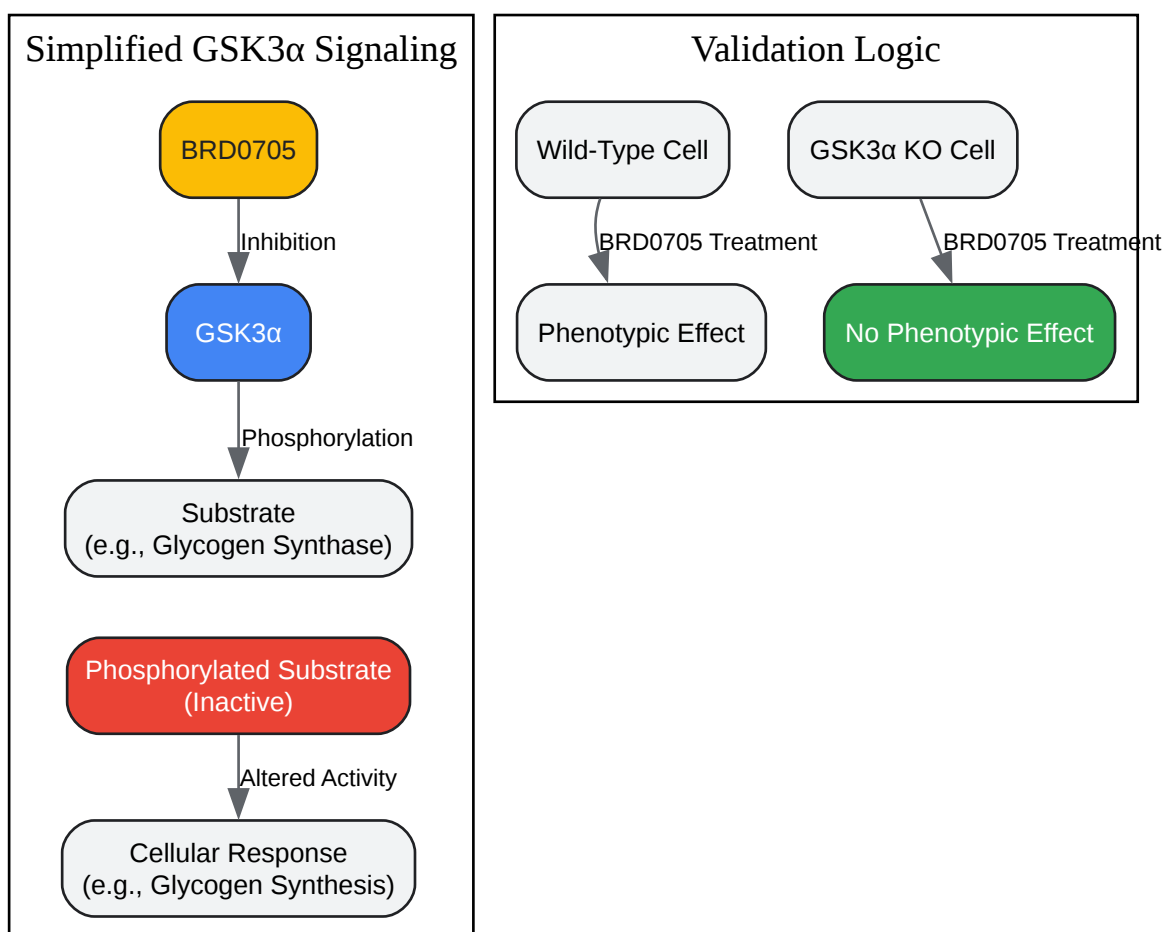 Simplified GSK3α Signaling
BRD0705
Inhibition
GSK3α
Phosphorylation
Substrate
(e.g., Glycogen Synthase)
Phosphorylated Substrate
(Inactive)
Altered Activity
Cellular Response
(e.g., Glycogen Synthesis)
Validation Logic
Wild-Type Cell
GSK3α KO Cell
BRD0705 Treatment
BRD0705 Treatment
Phenotypic Effect
No Phenotypic Effect